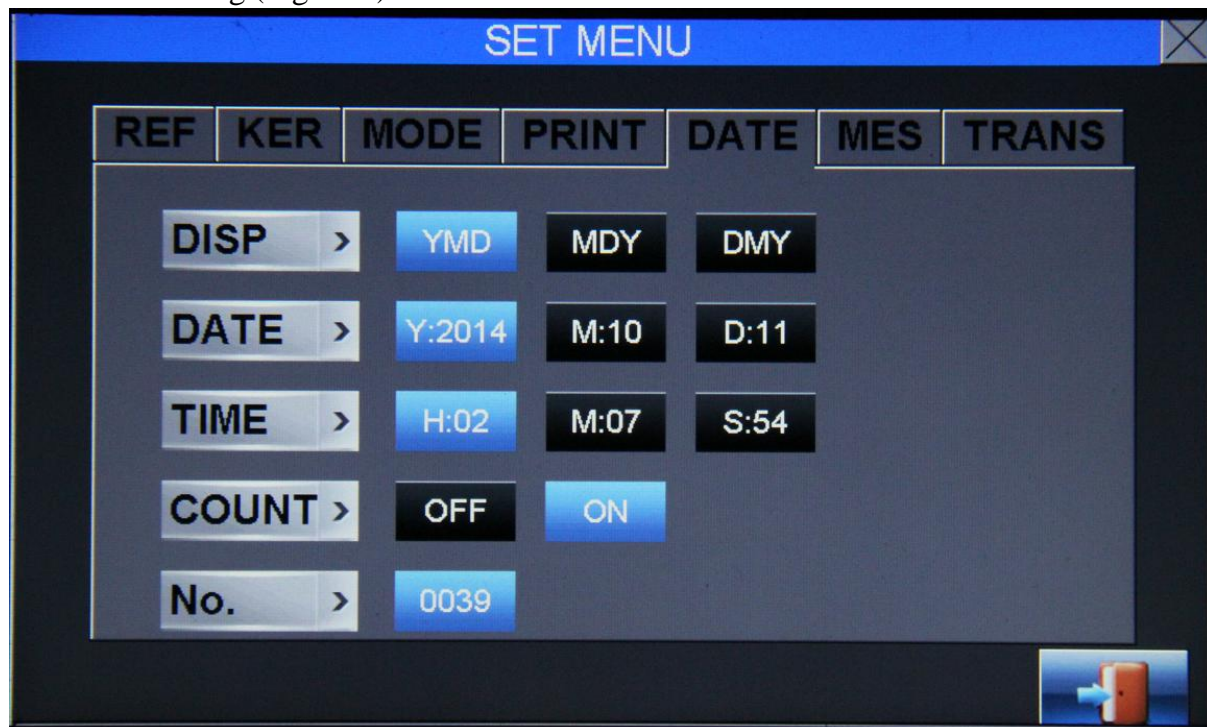 SET MENU
REF KER MODE PRINT DATE MES TRANS
DISP > YMD MDY DMY
DATE > Y:2014 M:10 D:11
TIME > H:02 M:07 S:54
COUNT > OFF ON
No. > 0039